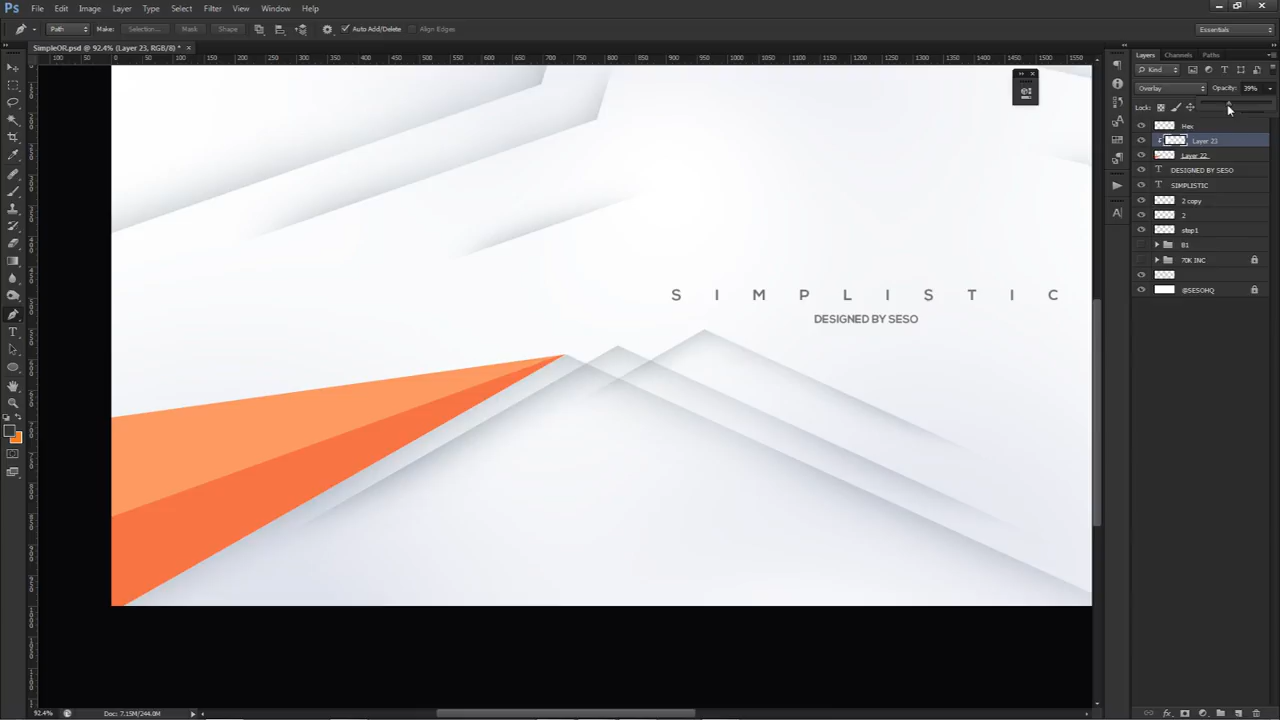 Ps File Edit Image Layer Type Select Filter 3D View Window Help
Path Make: Selection... Mask Shape Auto Add/Delete Align Edges Essentials
SimpleOR.psd @ 92.4% (Layer 23, RGB/8) * ×
Layers Channels Paths
Kind
Overlay Opacity: 39%
Lock:
Hex
Layer 23
Layer 22
DESIGNED BY SESO
SIMPLISTIC
2 copy
2
step1
B1
70K INC
@SESOHQ
S I M P L I S T I C
DESIGNED BY SESO
92.4% Doc: 7.15M/244.0M